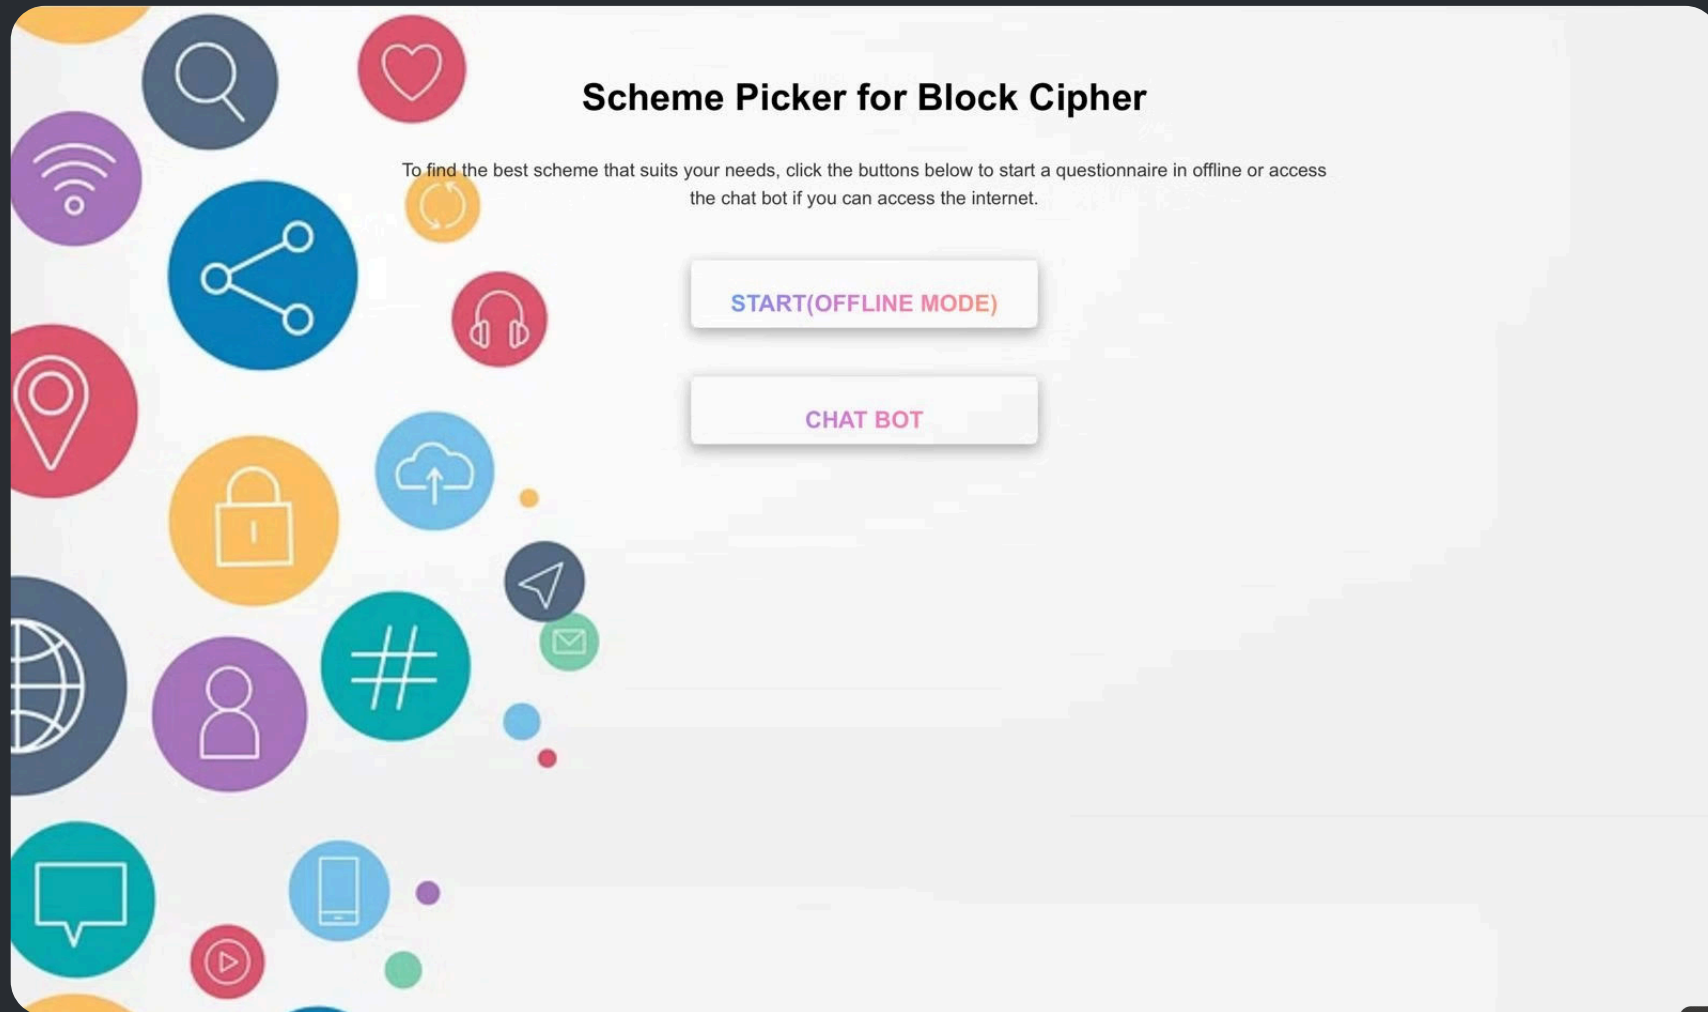 Scheme Picker for Block Cipher
To find the best scheme that suits your needs, click the buttons below to start a questionnaire in offline or access
the chat bot if you can access the internet.
START(OFFLINE MODE)
CHAT BOT